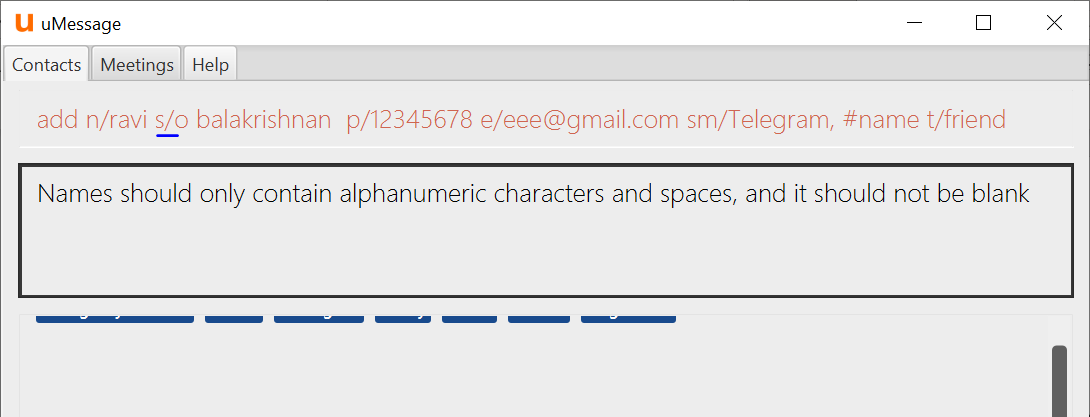 uMessage
Contacts Meetings Help
add n/ravi s/o balakrishnan  p/12345678 e/eee@gmail.com sm/Telegram, #name t/friend
Names should only contain alphanumeric characters and spaces, and it should not be blank